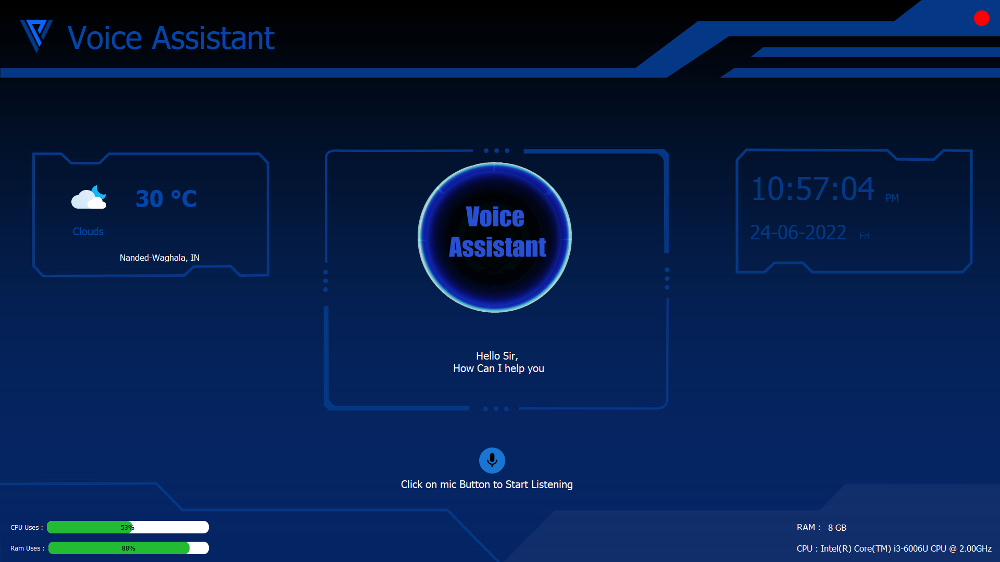 Voice Assistant
30 °C
Clouds
Nanded-Waghala, IN
Voice
Assistant
Hello Sir,
How Can I help you
10:57:04 PM
24-06-2022 Fri
Click on mic Button to Start Listening
CPU Uses : 53%
Ram Uses : 88%
RAM : 8 GB
CPU : Intel(R) Core(TM) i3-6006U CPU @ 2.00GHz